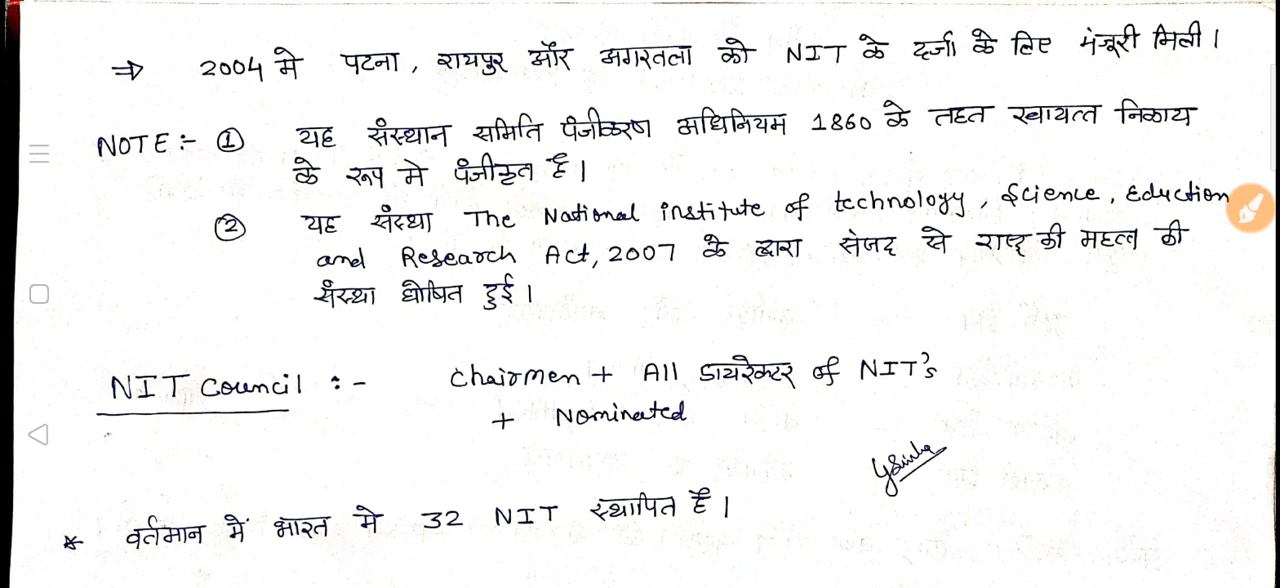 ⇒ 2004 मे पटना, रायपुर और अगरतला को NIT के दर्जा के लिए मंजूरी मिली।
NOTE:- ① यह संस्थान समिति पंजीकरण अधिनियम 1860 के तहत स्वायत्त निकाय
के रूप मे पंजीकृत है।
② यह संस्था The National institute of technology, Science, Eduction
and Research Act, 2007 के द्वारा संसद से राष्ट्र की महत्व की
संस्था घोषित हुई।
NIT Council :- Chairmen + All डायरेक्टर of NIT's
+ Nominated
* वर्तमान में भारत मे 32 NIT स्थापित है।